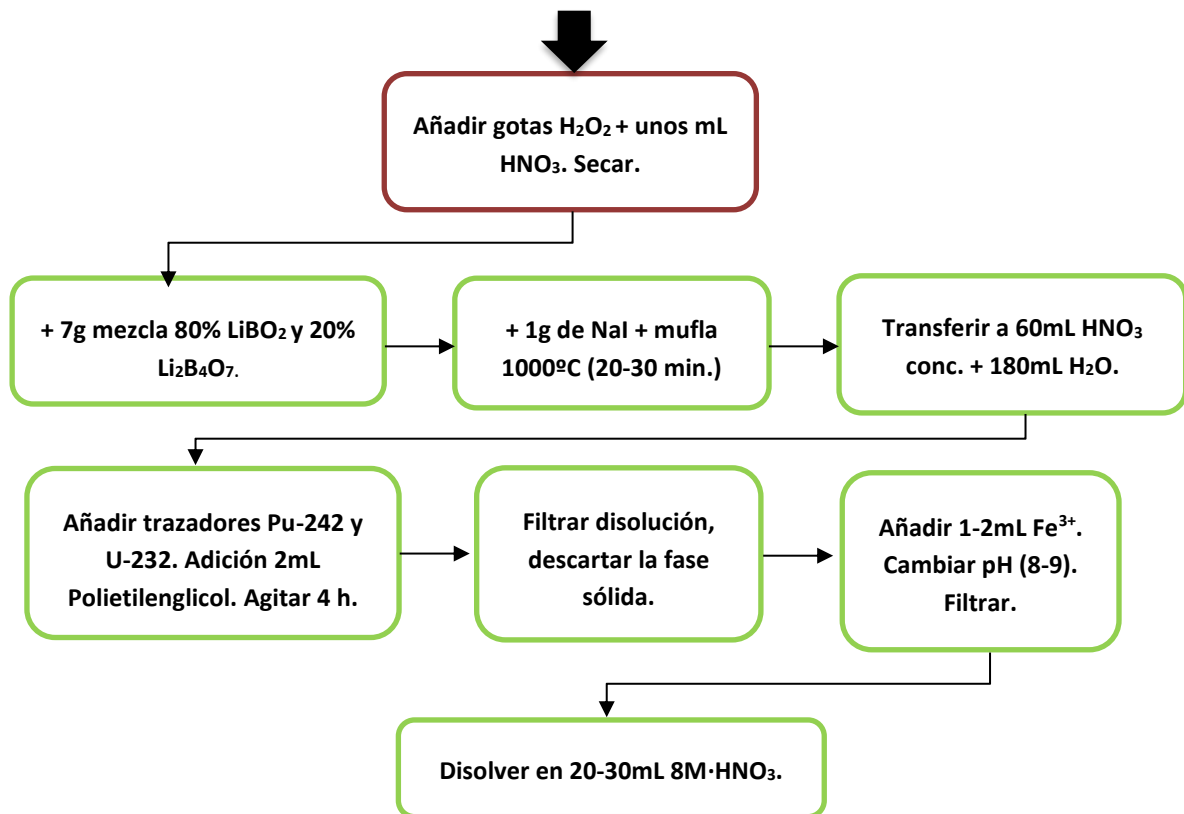 Añadir gotas H₂O₂ + unos mL
HNO₃. Secar.
+ 7g mezcla 80% LiBO₂ y 20%
Li₂B₄O₇.
+ 1g de NaI + mufla
1000ºC (20-30 min.)
Transferir a 60mL HNO₃
conc. + 180mL H₂O.
Añadir trazadores Pu-242 y
U-232. Adición 2mL
Polietilenglicol. Agitar 4 h.
Filtrar disolución,
descartar la fase
sólida.
Añadir 1-2mL Fe³⁺.
Cambiar pH (8-9).
Filtrar.
Disolver en 20-30mL 8M·HNO₃.